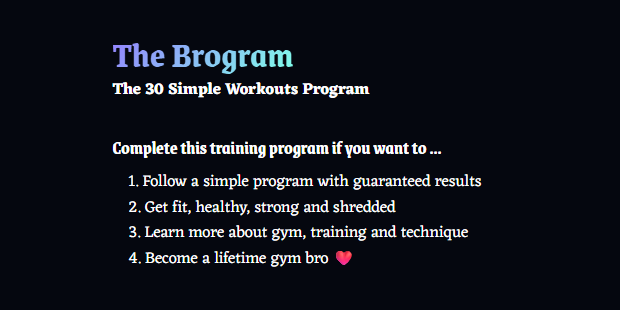 The Brogram
The 30 Simple Workouts Program
Complete this training program if you want to ...
1. Follow a simple program with guaranteed results
2. Get fit, healthy, strong and shredded
3. Learn more about gym, training and technique
4. Become a lifetime gym bro ❤️